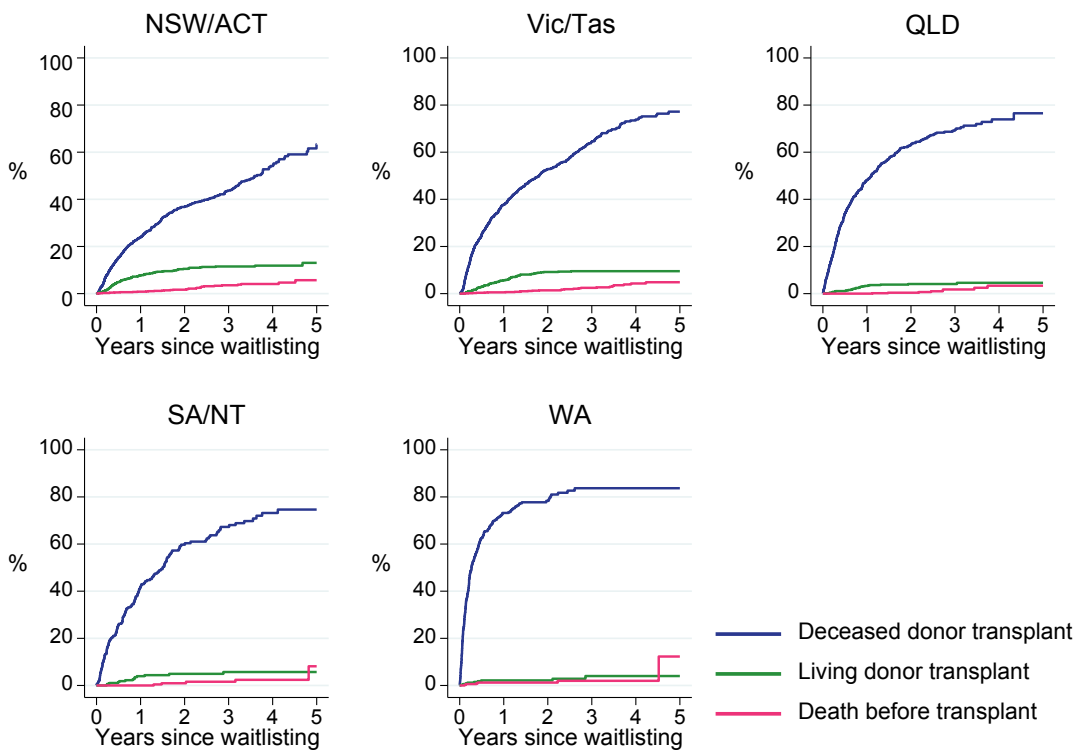 NSW/ACT
100
80
60
40
20
0
%
0 1 2 3 4 5
Years since waitlisting
Vic/Tas
100
80
60
40
20
0
%
0 1 2 3 4 5
Years since waitlisting
QLD
100
80
60
40
20
0
%
0 1 2 3 4 5
Years since waitlisting
SA/NT
100
80
60
40
20
0
%
0 1 2 3 4 5
Years since waitlisting
WA
100
80
60
40
20
0
%
0 1 2 3 4 5
Years since waitlisting
Deceased donor transplant
Living donor transplant
Death before transplant